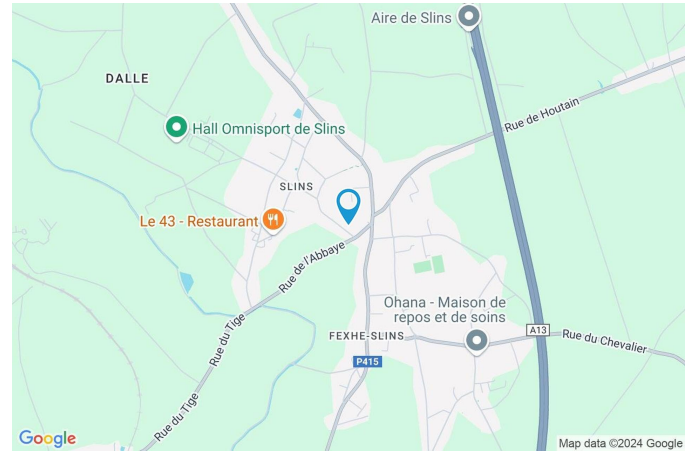 Aire de Slins
DALLE
Rue de Houtain
Hall Omnisport de Slins
SLINS
Le 43 - Restaurant
Rue de l'Abbaye
Ohana - Maison de
repos et de soins
Rue du Tige
FEXHE-SLINS
A13
Rue du Chevalier
P415
Rue du Tige
Google
Map data ©2024 Google